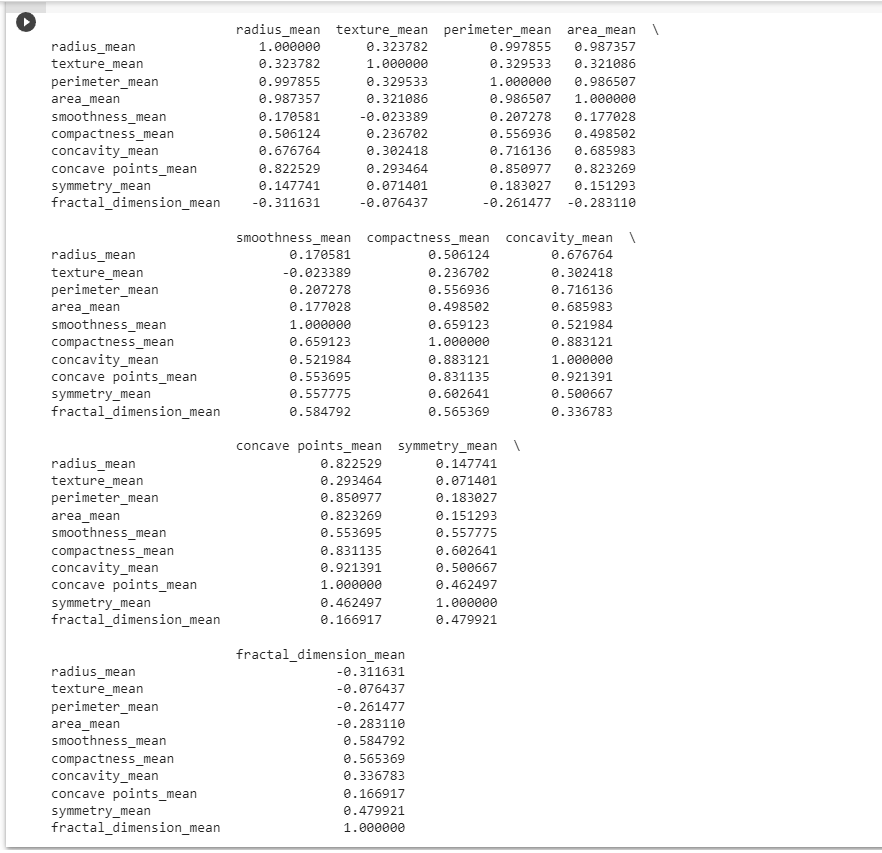 radius_mean texture_mean perimeter_mean area_mean \
radius_mean 1.000000 0.323782 0.997855 0.987357
texture_mean 0.323782 1.000000 0.329533 0.321086
perimeter_mean 0.997855 0.329533 1.000000 0.986507
area_mean 0.987357 0.321086 0.986507 1.000000
smoothness_mean 0.170581 -0.023389 0.207278 0.177028
compactness_mean 0.506124 0.236702 0.556936 0.498502
concavity_mean 0.676764 0.302418 0.716136 0.685983
concave points_mean 0.822529 0.293464 0.850977 0.823269
symmetry_mean 0.147741 0.071401 0.183027 0.151293
fractal_dimension_mean -0.311631 -0.076437 -0.261477 -0.283110
smoothness_mean compactness_mean concavity_mean \
radius_mean 0.170581 0.506124 0.676764
texture_mean -0.023389 0.236702 0.302418
perimeter_mean 0.207278 0.556936 0.716136
area_mean 0.177028 0.498502 0.685983
smoothness_mean 1.000000 0.659123 0.521984
compactness_mean 0.659123 1.000000 0.883121
concavity_mean 0.521984 0.883121 1.000000
concave points_mean 0.553695 0.831135 0.921391
symmetry_mean 0.557775 0.602641 0.500667
fractal_dimension_mean 0.584792 0.565369 0.336783
concave points_mean symmetry_mean \
radius_mean 0.822529 0.147741
texture_mean 0.293464 0.071401
perimeter_mean 0.850977 0.183027
area_mean 0.823269 0.151293
smoothness_mean 0.553695 0.557775
compactness_mean 0.831135 0.602641
concavity_mean 0.921391 0.500667
concave points_mean 1.000000 0.462497
symmetry_mean 0.462497 1.000000
fractal_dimension_mean 0.166917 0.479921
fractal_dimension_mean
radius_mean -0.311631
texture_mean -0.076437
perimeter_mean -0.261477
area_mean -0.283110
smoothness_mean 0.584792
compactness_mean 0.565369
concavity_mean 0.336783
concave points_mean 0.166917
symmetry_mean 0.479921
fractal_dimension_mean 1.000000